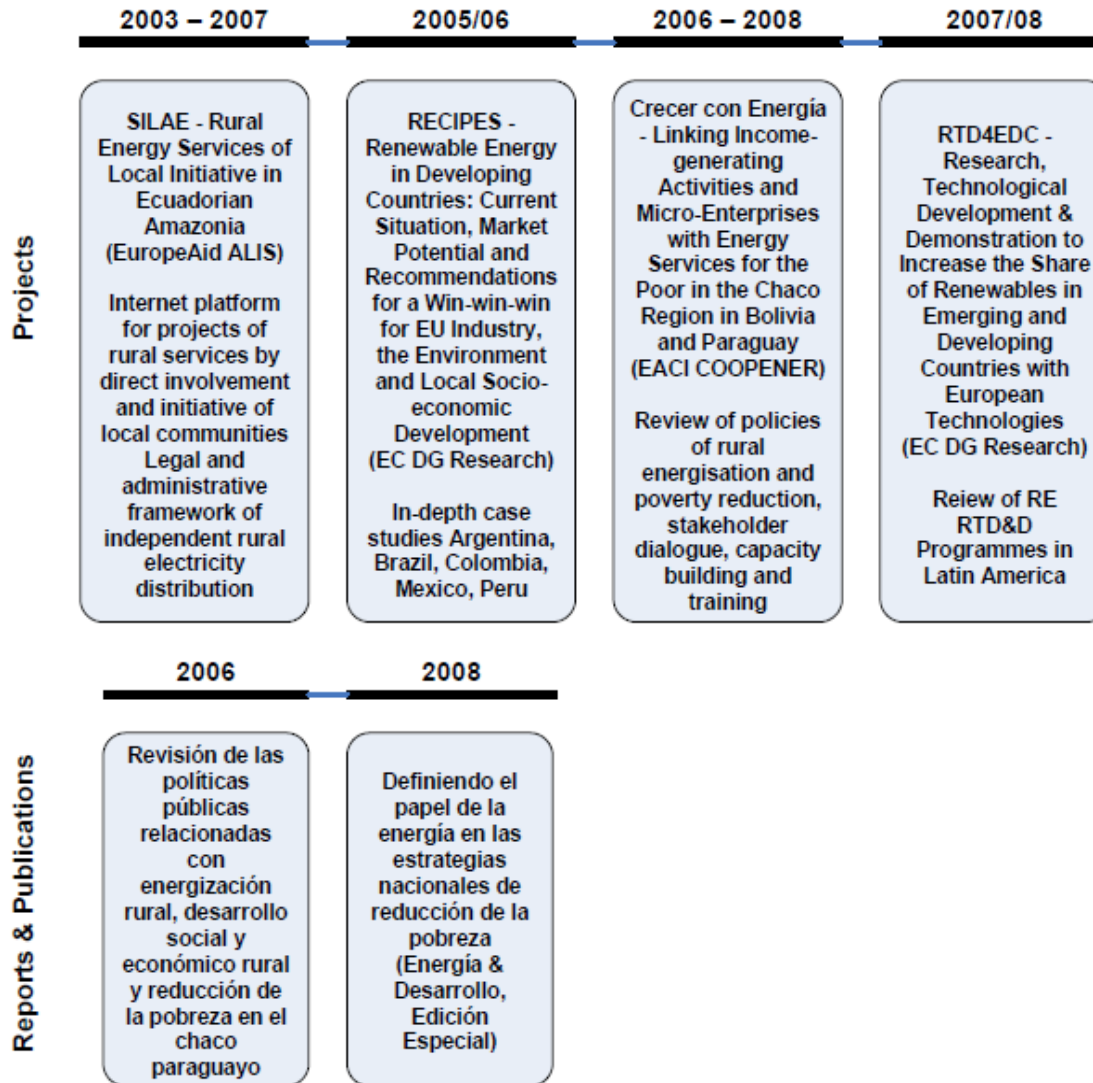 2003 – 2007
2005/06
2006 – 2008
2007/08
Projects
SILAE - Rural
Energy Services of
Local Initiative in
Ecuadorian
Amazonia
(EuropeAid ALIS)
Internet platform
for projects of
rural services by
direct involvement
and initiative of
local communities
Legal and
administrative
framework of
independent rural
electricity
distribution
RECIPES -
Renewable Energy
in Developing
Countries: Current
Situation, Market
Potential and
Recommendations
for a Win-win-win
for EU Industry,
the Environment
and Local Socio-
economic
Development
(EC DG Research)
In-depth case
studies Argentina,
Brazil, Colombia,
Mexico, Peru
Crecer con Energía
- Linking Income-
generating
Activities and
Micro-Enterprises
with Energy
Services for the
Poor in the Chaco
Region in Bolivia
and Paraguay
(EACI COOPENER)
Review of policies
of rural
energisation and
poverty reduction,
stakeholder
dialogue, capacity
building and
training
RTD4EDC -
Research,
Technological
Development &
Demonstration to
Increase the Share
of Renewables in
Emerging and
Developing
Countries with
European
Technologies
(EC DG Research)
Reiew of RE
RTD&D
Programmes in
Latin America
2006
2008
Reports & Publications
Revisión de las
políticas
públicas
relacionadas
con
energización
rural, desarrollo
social y
económico rural
y reducción de
la pobreza en el
chaco
paraguayo
Definiendo el
papel de la
energía en las
estrategias
nacionales de
reducción de la
pobreza
(Energía &
Desarrollo,
Edición
Especial)